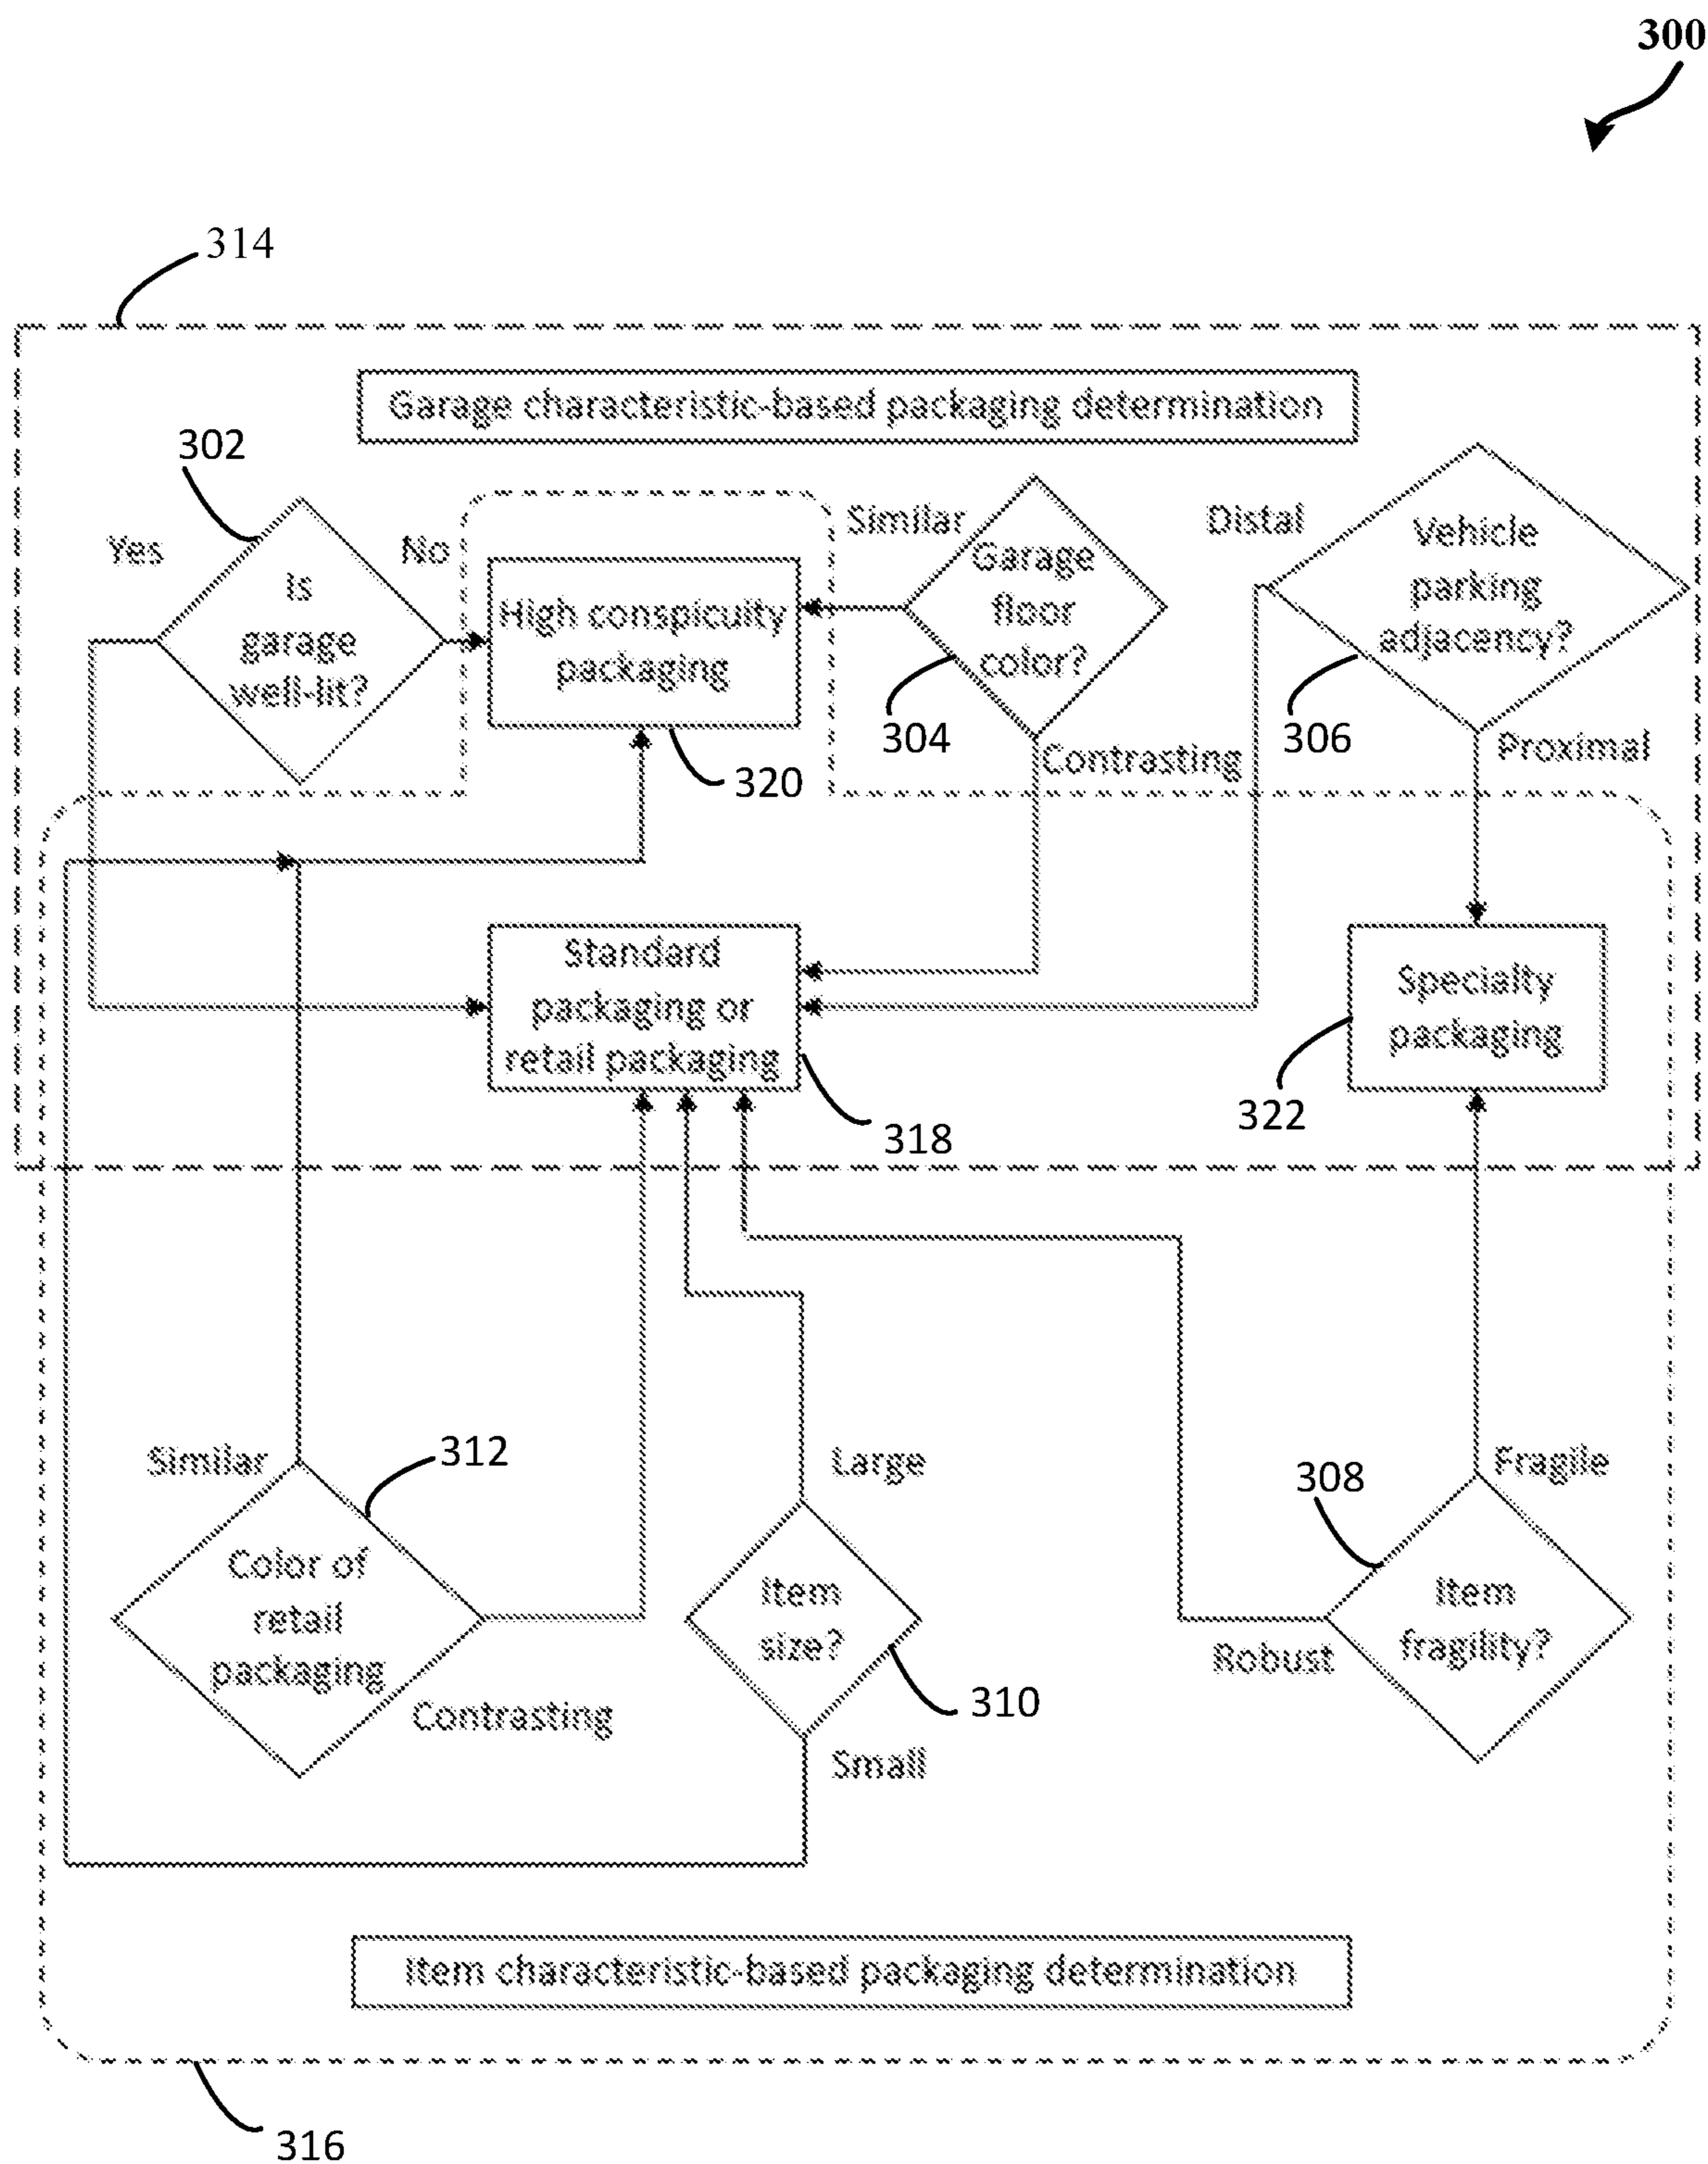 300
314
Garage characteristic-based packaging determination
302
Yes
No
Is
garage
well-lit?
High conspicuity
packaging
320
Similar
Garage
floor
color?
304
Contrasting
Distal
Vehicle
parking
adjacency?
306
Proximal
Standard
packaging or
retail packaging
318
Specialty
packaging
322
Similar
312
Color of
retail
packaging
Contrasting
Large
Item
size?
310
Small
308
Fragile
Item
fragility?
Robust
Item characteristic-based packaging determination
316